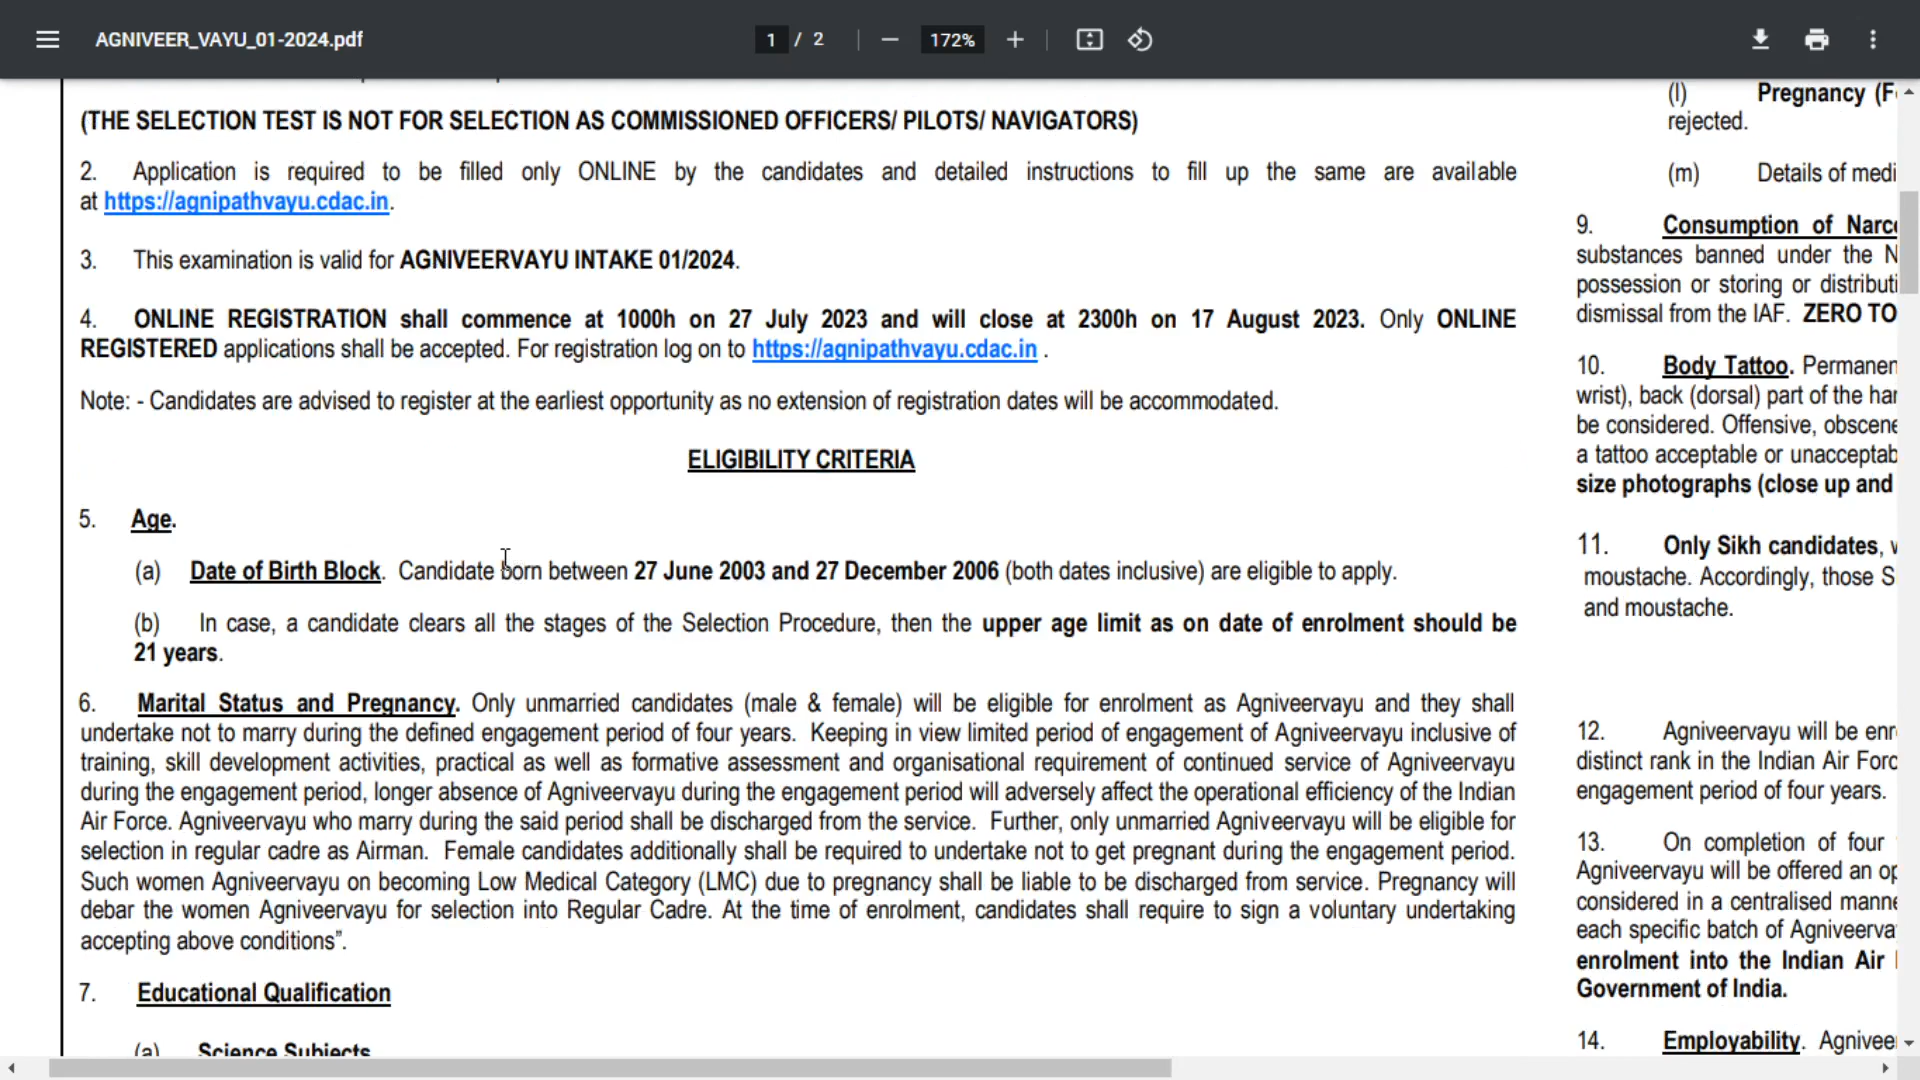 AGNIVEER_VAYU_01-2024.pdf
1 / 2
172%
(THE SELECTION TEST IS NOT FOR SELECTION AS COMMISSIONED OFFICERS/ PILOTS/ NAVIGATORS)
2. Application is required to be filled only ONLINE by the candidates and detailed instructions to fill up the same are available
at https://agnipathvayu.cdac.in.
3. This examination is valid for AGNIVEERVAYU INTAKE 01/2024.
4. ONLINE REGISTRATION shall commence at 1000h on 27 July 2023 and will close at 2300h on 17 August 2023. Only ONLINE
REGISTERED applications shall be accepted. For registration log on to https://agnipathvayu.cdac.in .
Note: - Candidates are advised to register at the earliest opportunity as no extension of registration dates will be accommodated.
ELIGIBILITY CRITERIA
5. Age.
(a) Date of Birth Block. Candidate born between 27 June 2003 and 27 December 2006 (both dates inclusive) are eligible to apply.
(b) In case, a candidate clears all the stages of the Selection Procedure, then the upper age limit as on date of enrolment should be
21 years.
6. Marital Status and Pregnancy. Only unmarried candidates (male & female) will be eligible for enrolment as Agniveervayu and they shall
undertake not to marry during the defined engagement period of four years. Keeping in view limited period of engagement of Agniveervayu inclusive of
training, skill development activities, practical as well as formative assessment and organisational requirement of continued service of Agniveervayu
during the engagement period, longer absence of Agniveervayu during the engagement period will adversely affect the operational efficiency of the Indian
Air Force. Agniveervayu who marry during the said period shall be discharged from the service. Further, only unmarried Agniveervayu will be eligible for
selection in regular cadre as Airman. Female candidates additionally shall be required to undertake not to get pregnant during the engagement period.
Such women Agniveervayu on becoming Low Medical Category (LMC) due to pregnancy shall be liable to be discharged from service. Pregnancy will
debar the women Agniveervayu for selection into Regular Cadre. At the time of enrolment, candidates shall require to sign a voluntary undertaking
accepting above conditions”.
7. Educational Qualification
(a) Science Subjects
(l) Pregnancy
rejected.
(m) Details of
9. Consumption of
substances banned under the
possession or storing or
dismissal from the IAF. ZERO
10. Body Tattoo.
wrist), back (dorsal) part of the
be considered. Offensive,
a tattoo acceptable or
size photographs (close up and
11. Only Sikh candidates,
moustache. Accordingly, those
and moustache.
12. Agniveervayu will be
distinct rank in the Indian Air
engagement period of four years.
13. On completion of four
Agniveervayu will be offered an
considered in a centralised
each specific batch of
enrolment into the Indian Air
Government of India.
14. Employability.